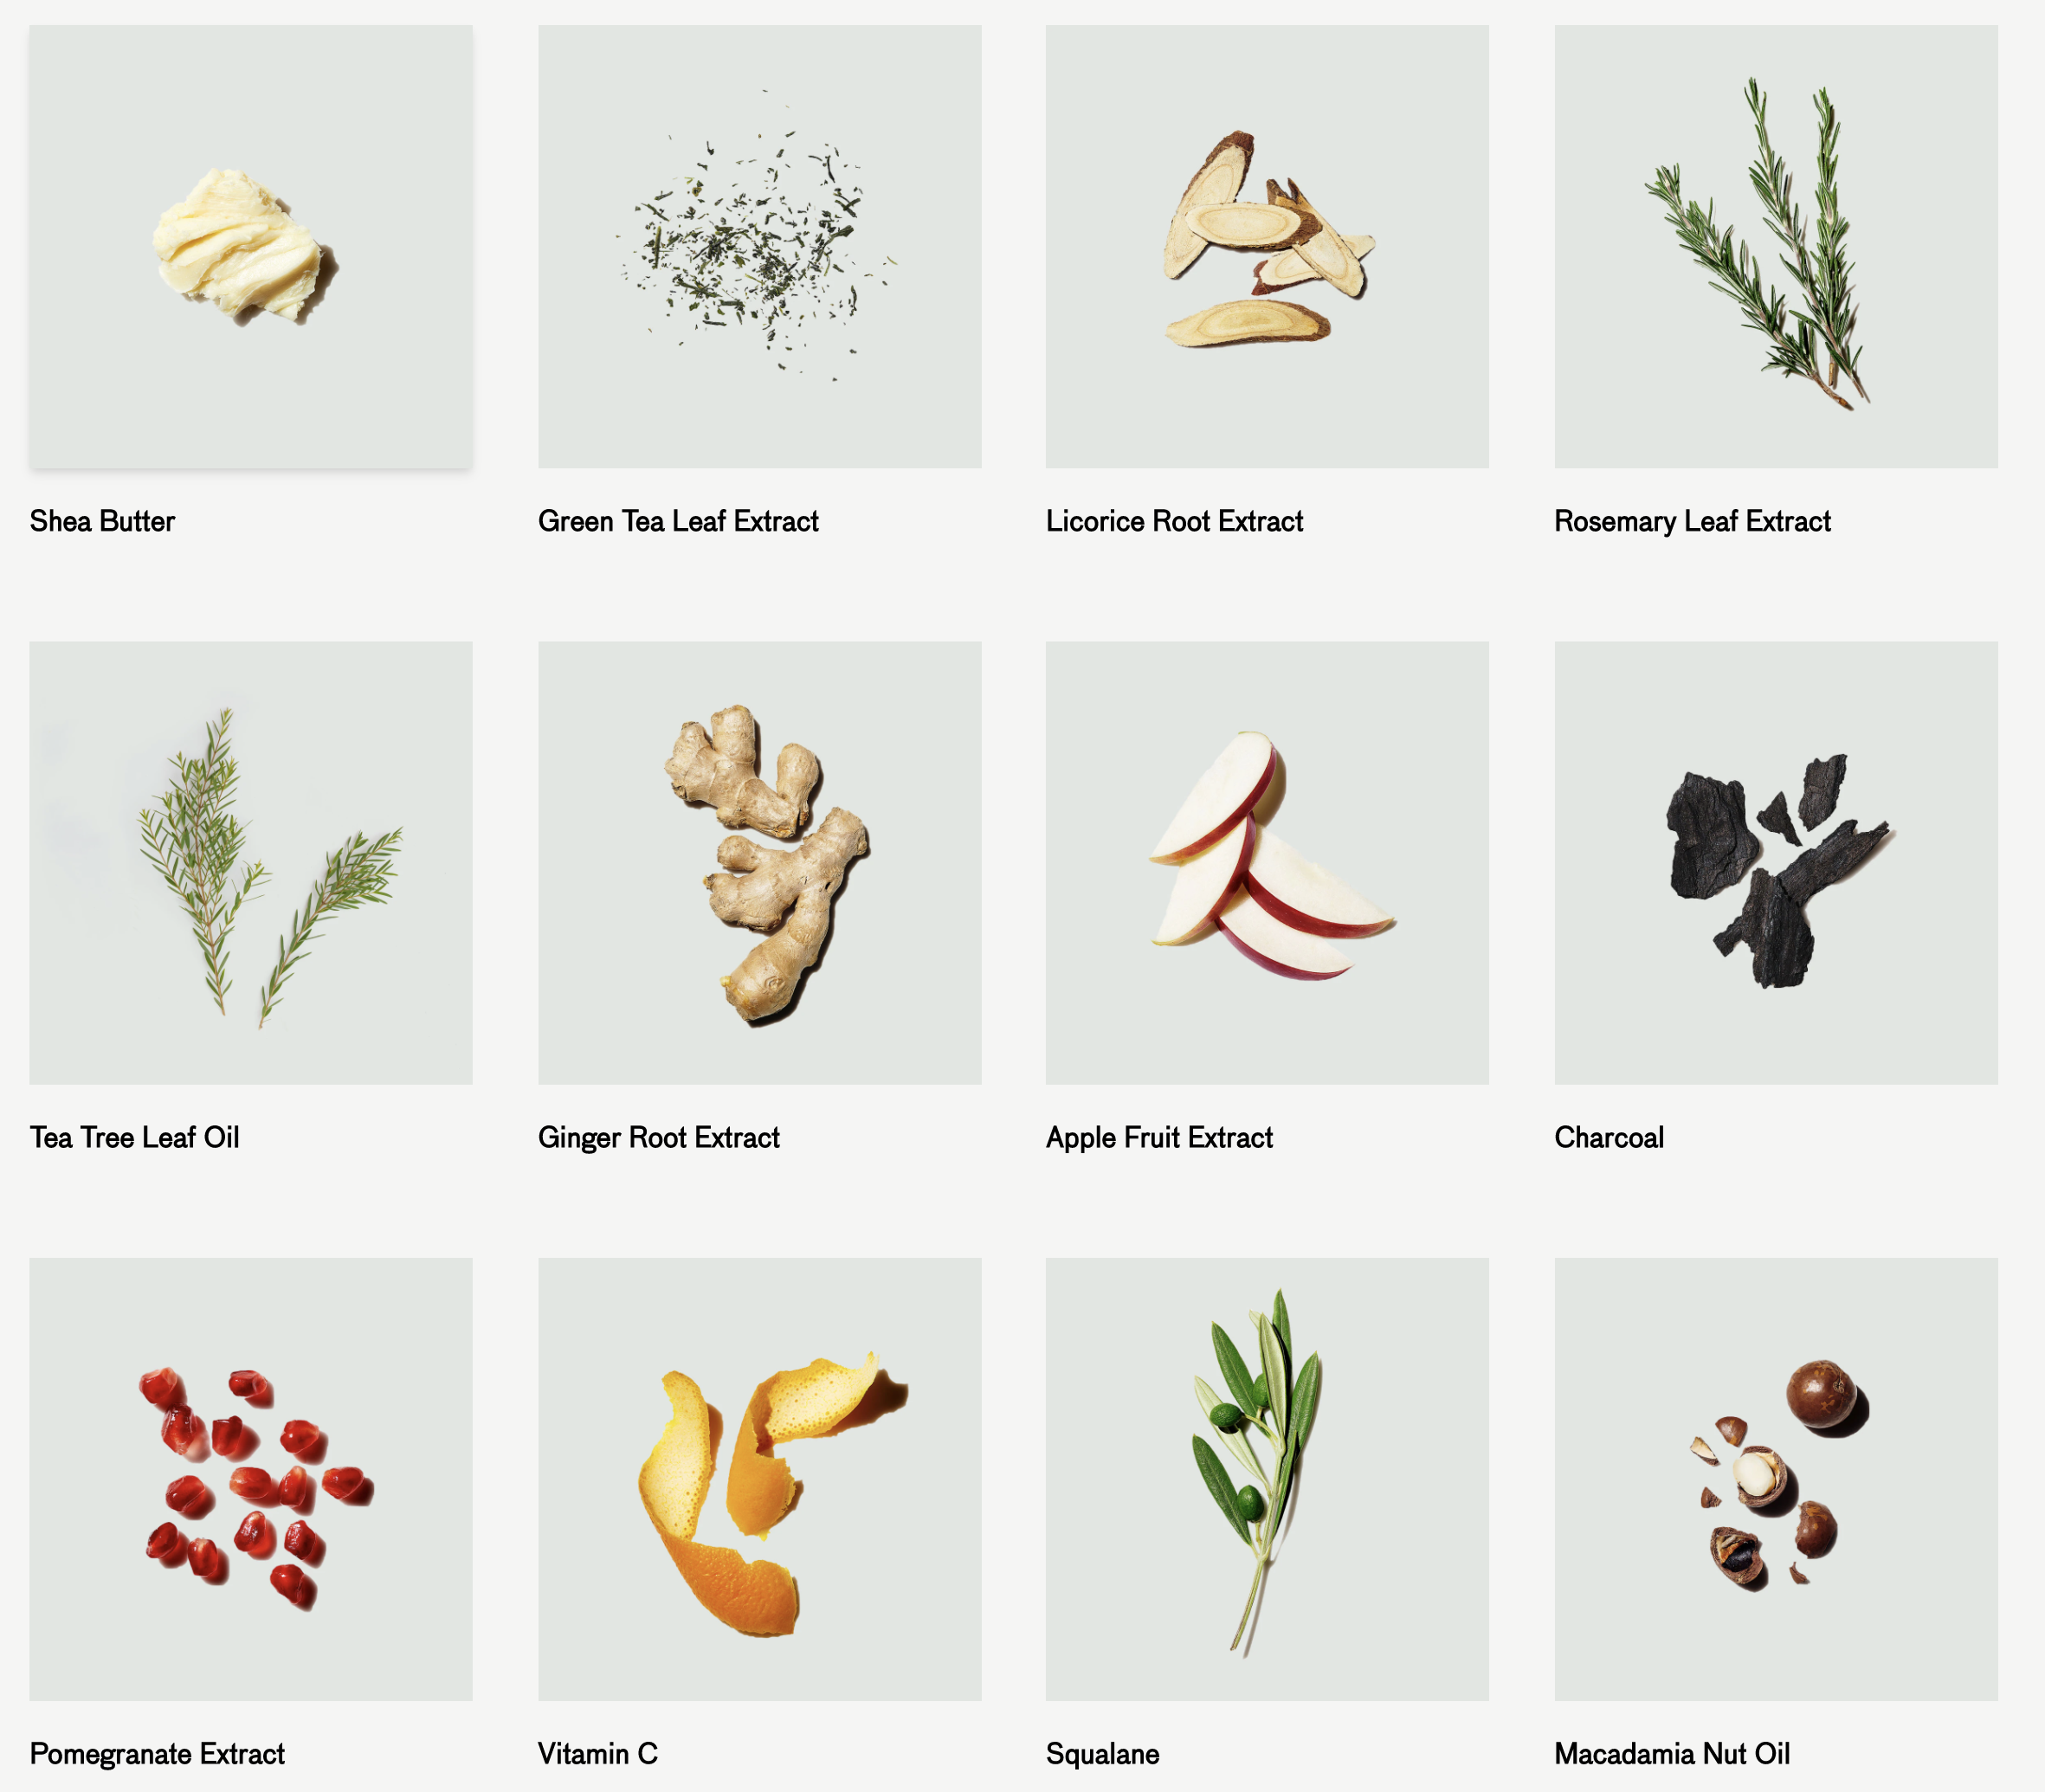 Shea Butter
Green Tea Leaf Extract
Licorice Root Extract
Rosemary Leaf Extract
Tea Tree Leaf Oil
Ginger Root Extract
Apple Fruit Extract
Charcoal
Pomegranate Extract
Vitamin C
Squalane
Macadamia Nut Oil